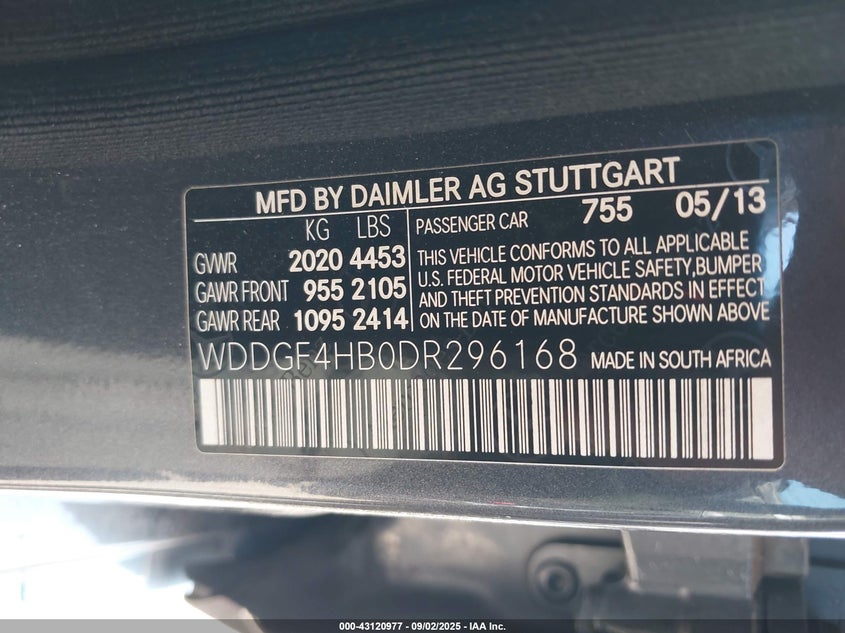 MFD BY DAIMLER AG STUTTGART
KG LBS
GVWR 2020 4453
GAWR FRONT 955 2105
GAWR REAR 1095 2414
PASSENGER CAR 755 05/13
THIS VEHICLE CONFORMS TO ALL APPLICABLE
U.S. FEDERAL MOTOR VEHICLE SAFETY,BUMPER
AND THEFT PREVENTION STANDARDS IN EFFECT
ON THE DATE OF MANUFACTURE SHOWN ABOVE
WDDGF4HB0DR296168 MADE IN SOUTH AFRICA
000-43120977 - 09/02/2025 - IAA Inc.